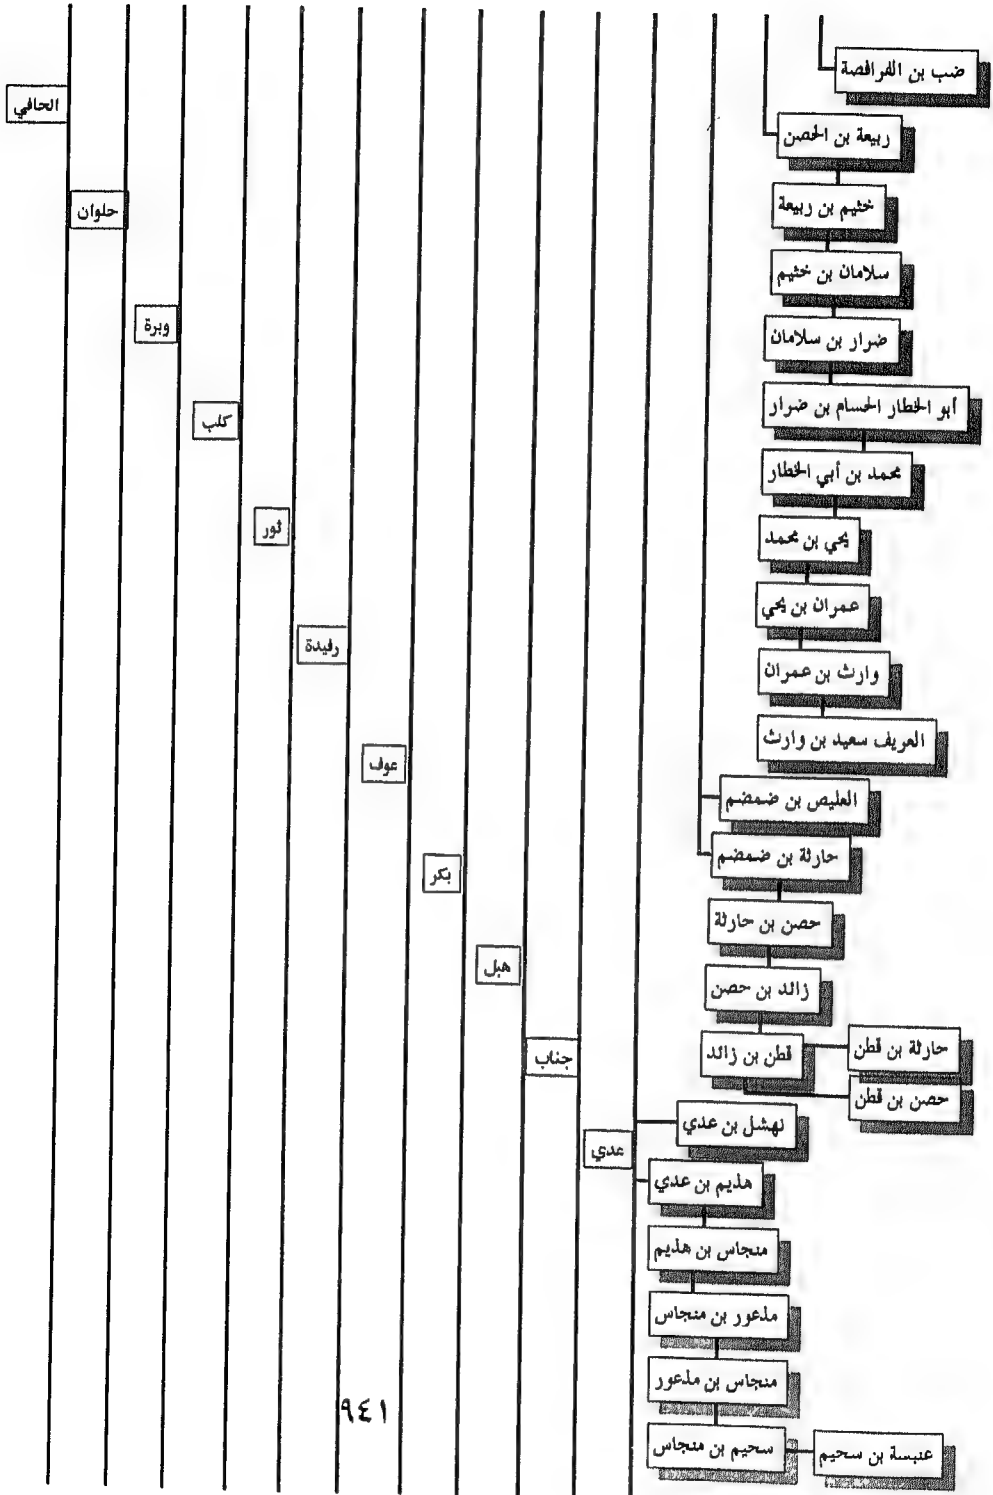 ضب بن الفرافصة
الحافي
ربيعة بن الحصن
خثيم بن ربيعة
حلوان
سلامان بن خثيم
وبرة
ضرار بن سلامان
أبو الخطار الحسام بن ضرار
كلب
محمد بن أبي الخطار
ثور
يحي بن محمد
عمران بن يحي
رفيدة
وارث بن عمران
العريف سعيد بن وارث
عوف
العليص بن ضمضم
حارثة بن ضمضم
بكر
حصن بن حارثة
هبل
زائد بن حصن
قطن بن زائد
حارثة بن قطن
جناب
حصن بن قطن
نهشل بن عدي
عدي
هذيم بن عدي
منجاس بن هذيم
مذعور بن منجاس
منجاس بن مذعور
٩٤١
سحيم بن منجاس
عنبسة بن سحيم